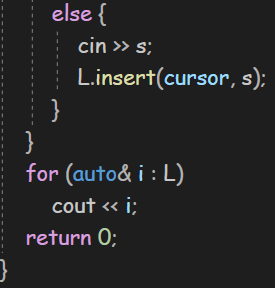 else {
cin >> s;
L.insert(cursor, s);
}
}
for (auto& i : L)
cout << i;
return 0;
}